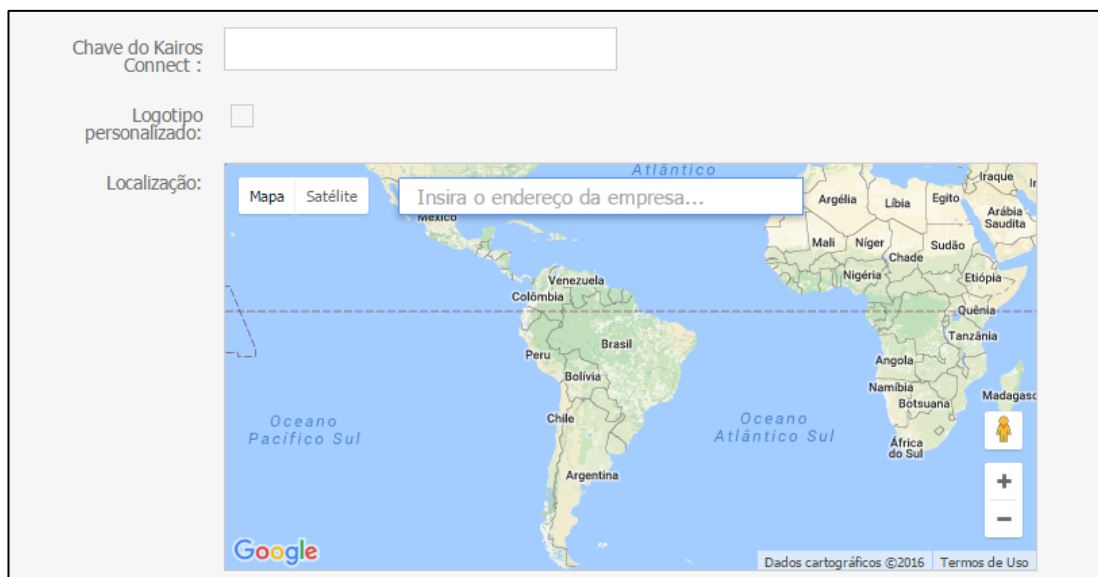 Chave do Kairos
Connect :
Logotipo
personalizado:
Localização:
Mapa Satélite
Insira o endereço da empresa...
Atlântico
Iraque
Ir
Argélia
Líbia
Egito
Arábia
Saudita
México
Mali
Níger
Chade
Sudão
Nigéria
Etiópia
Venezuela
Colômbia
Quênia
Tanzânia
Brasil
Peru
Angola
Bolívia
Namíbia
Botsuana
Madagasc
Chile
Oceano
Pacífico Sul
Oceano
Atlântico Sul
África
do Sul
Argentina
Google
Dados cartográficos ©2016 Termos de Uso